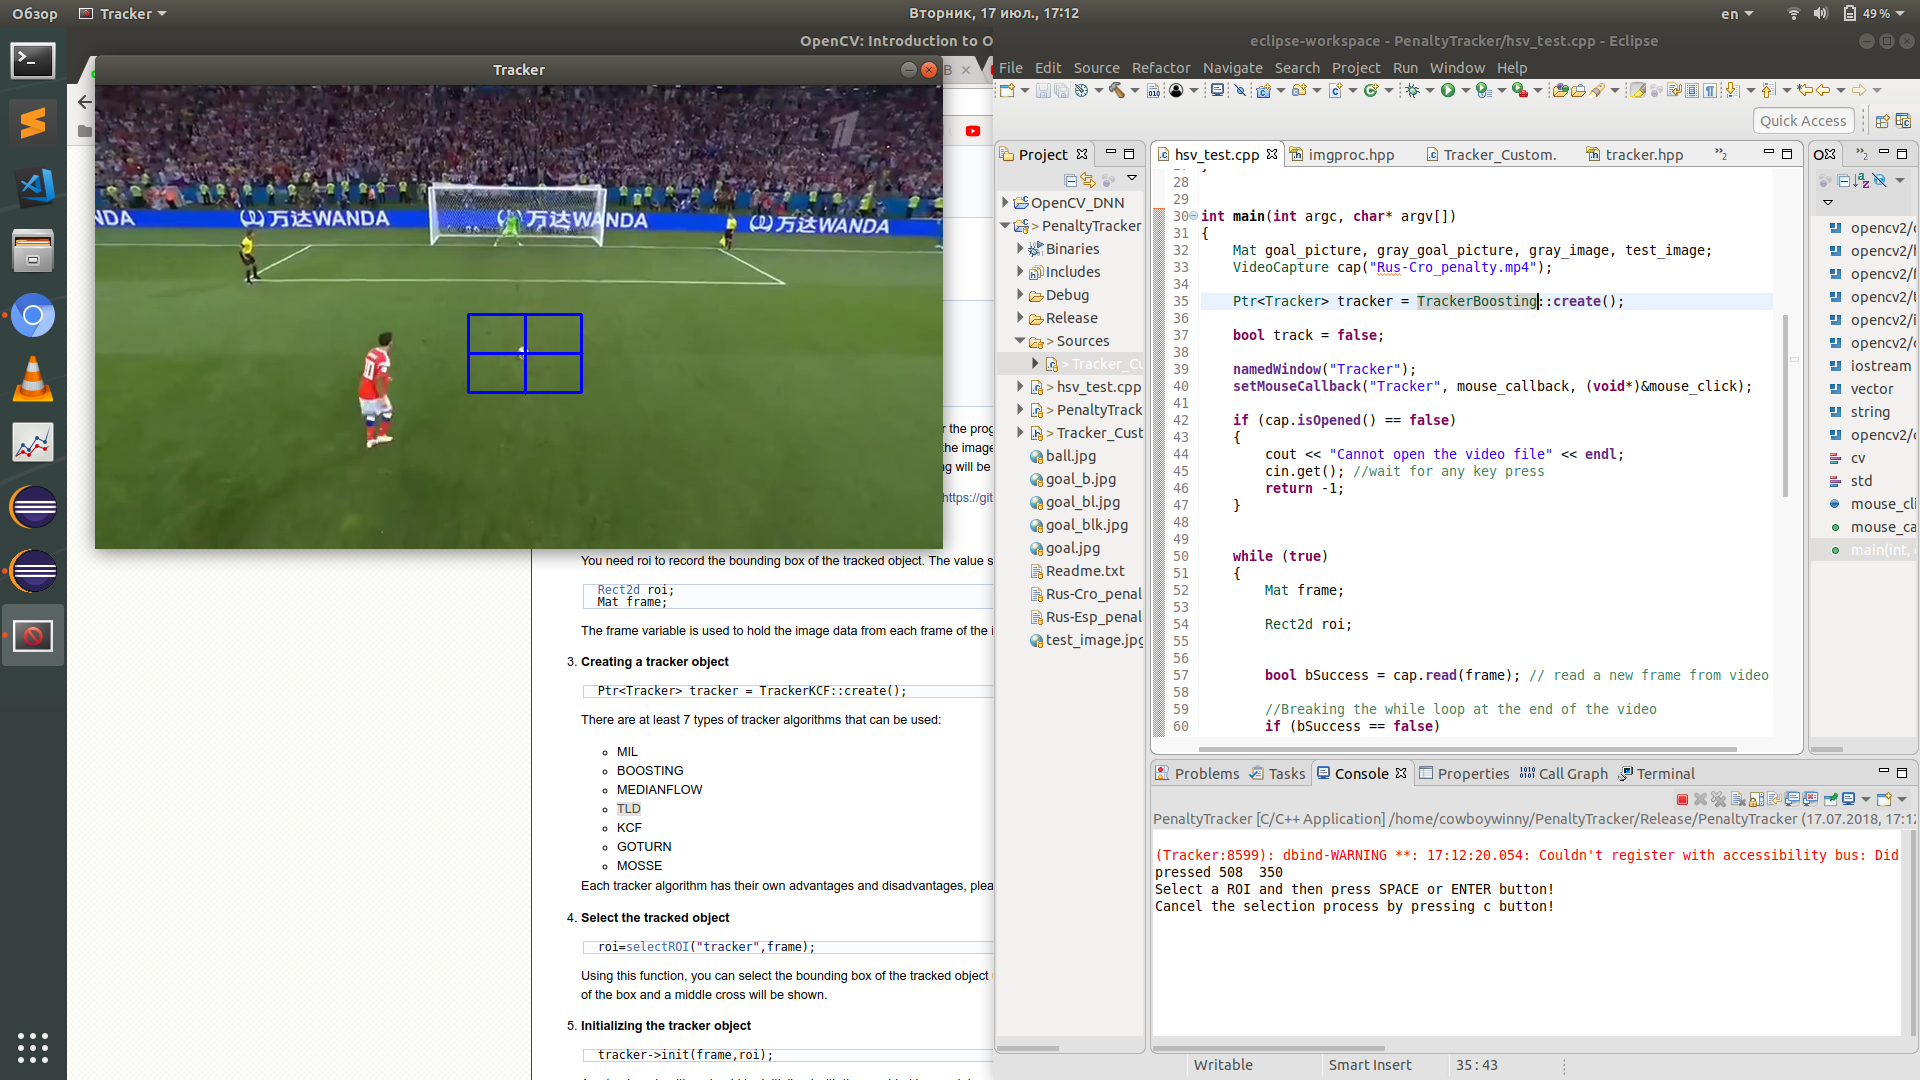 Обзор
Tracker
Вторник, 17 июл., 17:12
en
49 %
OpenCV: Introduction to O
B
Tracker
WANDA
万达WANDA
万达WANDA
万达WANDA
1
10
r the prog
the image
g will be
https://git
You need roi to record the bounding box of the tracked object. The value s
Rect2d roi;
Mat frame;
The frame variable is used to hold the image data from each frame of the i
3. Creating a tracker object
Ptr<Tracker> tracker = TrackerKCF::create();
There are at least 7 types of tracker algorithms that can be used:
MIL
BOOSTING
MEDIANFLOW
TLD
KCF
GOTURN
MOSSE
Each tracker algorithm has their own advantages and disadvantages, plea
4. Select the tracked object
roi=selectROI("tracker",frame);
Using this function, you can select the bounding box of the tracked object
of the box and a middle cross will be shown.
5. Initializing the tracker object
tracker->init(frame,roi);
eclipse-workspace - PenaltyTracker/hsv_test.cpp - Eclipse
File Edit Source Refactor Navigate Search Project Run Window Help
Quick Access
Project
OpenCV_DNN
> PenaltyTracker
Binaries
Includes
Debug
Release
> Sources
> Tracker_Cu
> hsv_test.cpp
> PenaltyTrack
> Tracker_Cust
ball.jpg
goal_b.jpg
goal_bl.jpg
goal_blk.jpg
goal.jpg
Readme.txt
Rus-Cro_penal
Rus-Esp_penal
test_image.jpg
hsv_test.cpp
imgproc.hpp
Tracker_Custom.
tracker.hpp
»2
28
29
30 int main(int argc, char* argv[])
31 {
32 Mat goal_picture, gray_goal_picture, gray_image, test_image;
33 VideoCapture cap("Rus-Cro_penalty.mp4");
34
35 Ptr<Tracker> tracker = TrackerBoosting::create();
36
37 bool track = false;
38
39 namedWindow("Tracker");
40 setMouseCallback("Tracker", mouse_callback, (void*)&mouse_click);
41
42 if (cap.isOpened() == false)
43 {
44 cout << "Cannot open the video file" << endl;
45 cin.get(); //wait for any key press
46 return -1;
47 }
48
49
50 while (true)
51 {
52 Mat frame;
53
54 Rect2d roi;
55
56
57 bool bSuccess = cap.read(frame); // read a new frame from video
58
59 //Breaking the while loop at the end of the video
60 if (bSuccess == false)
O
»2
opencv2/c
opencv2/h
opencv2/f
opencv2/t
opencv2/i
opencv2/c
iostream
vector
string
opencv2/c
cv
std
mouse_cli
mouse_ca
main(int,
Problems Tasks Console Properties Call Graph Terminal
PenaltyTracker [C/C++ Application] /home/cowboywinny/PenaltyTracker/Release/PenaltyTracker (17.07.2018, 17:12
(Tracker:8599): dbind-WARNING **: 17:12:20.054: Couldn't register with accessibility bus: Did
pressed 508 350
Select a ROI and then press SPACE or ENTER button!
Cancel the selection process by pressing c button!
Writable
Smart Insert
35 : 43